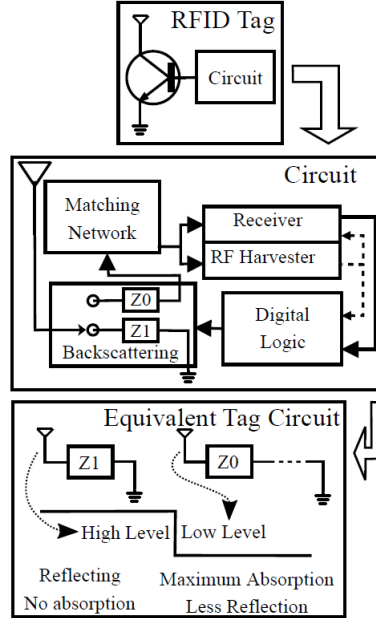 RFID Tag
Circuit
Circuit
Matching
Network
Receiver
RF Harvester
Z0
Z1
Backscattering
Digital
Logic
Equivalent Tag Circuit
Z1
Z0
High Level
Low Level
Reflecting
No absorption
Maximum Absorption
Less Reflection